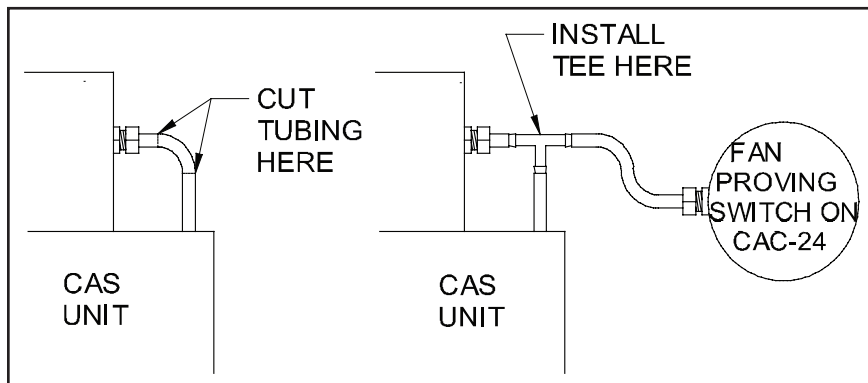 CUT
TUBING
HERE
CAS
UNIT
INSTALL
TEE HERE
CAS
UNIT
FAN
PROVING
SWITCH ON
CAC-24